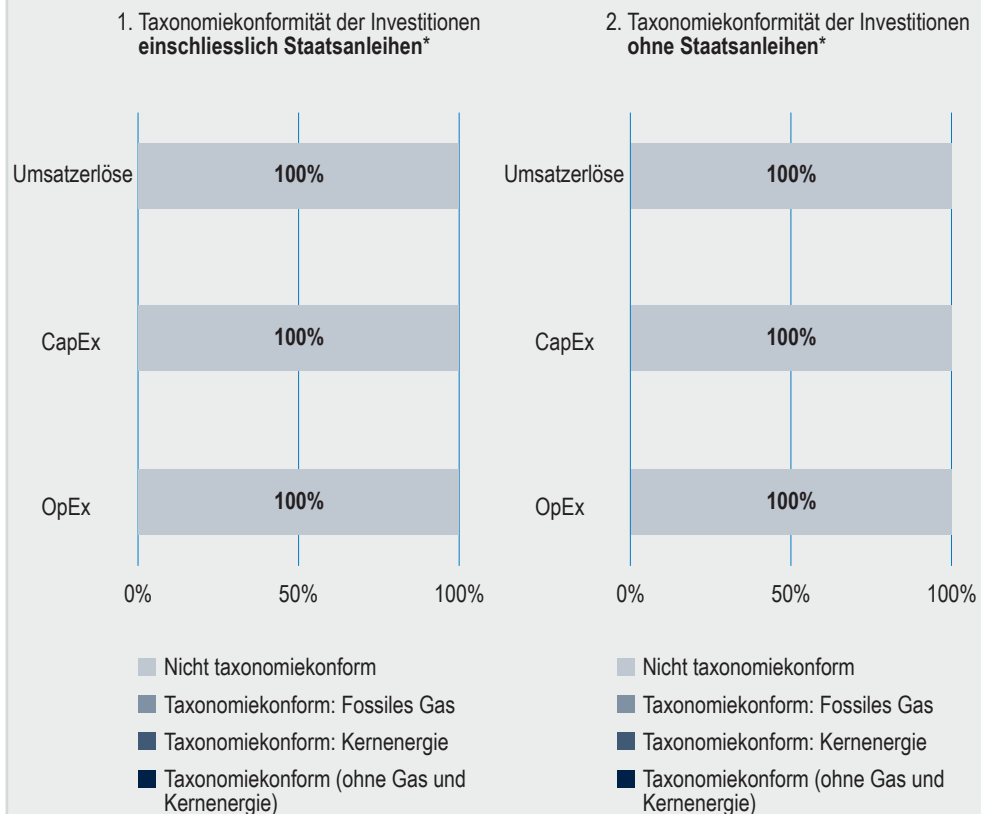 1. Taxonomiekonformität der Investitionen
einschliesslich Staatsanleihen*
Umsatzerlöse
100%
CapEx
100%
OpEx
100%
0%
50%
100%
Nicht taxonomiekonform
Taxonomiekonform: Fossiles Gas
Taxonomiekonform: Kernenergie
Taxonomiekonform (ohne Gas und
Kernenergie)
2. Taxonomiekonformität der Investitionen
ohne Staatsanleihen*
Umsatzerlöse
100%
CapEx
100%
OpEx
100%
0%
50%
100%
Nicht taxonomiekonform
Taxonomiekonform: Fossiles Gas
Taxonomiekonform: Kernenergie
Taxonomiekonform (ohne Gas und
Kernenergie)